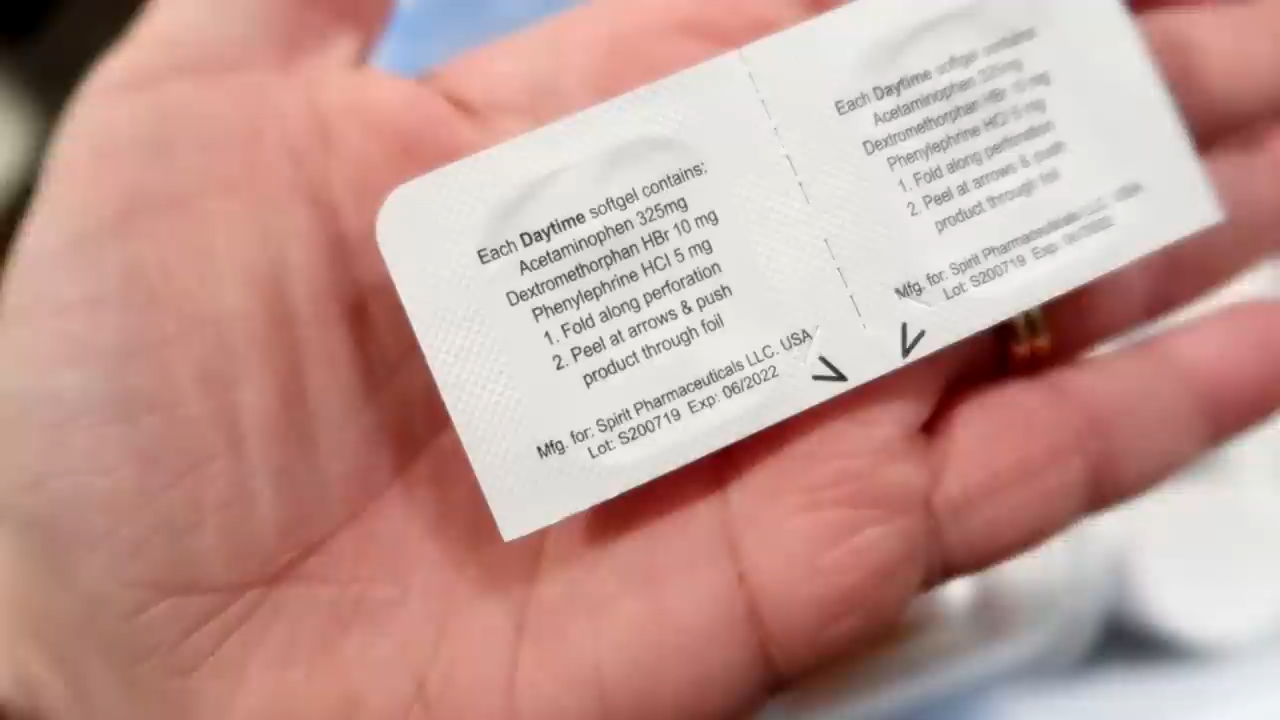 Each Daytime softgel contains:
Acetaminophen 325mg
Dextromethorphan HBr 10 mg
Phenylephrine HCl 5 mg
1. Fold along perforation
2. Peel at arrows & push
product through foil
Mfg. for: Spirit Pharmaceuticals LLC. USA
Lot: S200719 Exp: 06/2022
Each Daytime softgel contains:
Acetaminophen 325mg
Dextromethorphan HBr 10 mg
Phenylephrine HCl 5 mg
1. Fold along perforation
2. Peel at arrows & push
product through foil
Mfg. for: Spirit Pharmaceuticals LLC. USA
Lot: S200719 Exp: 06/2022